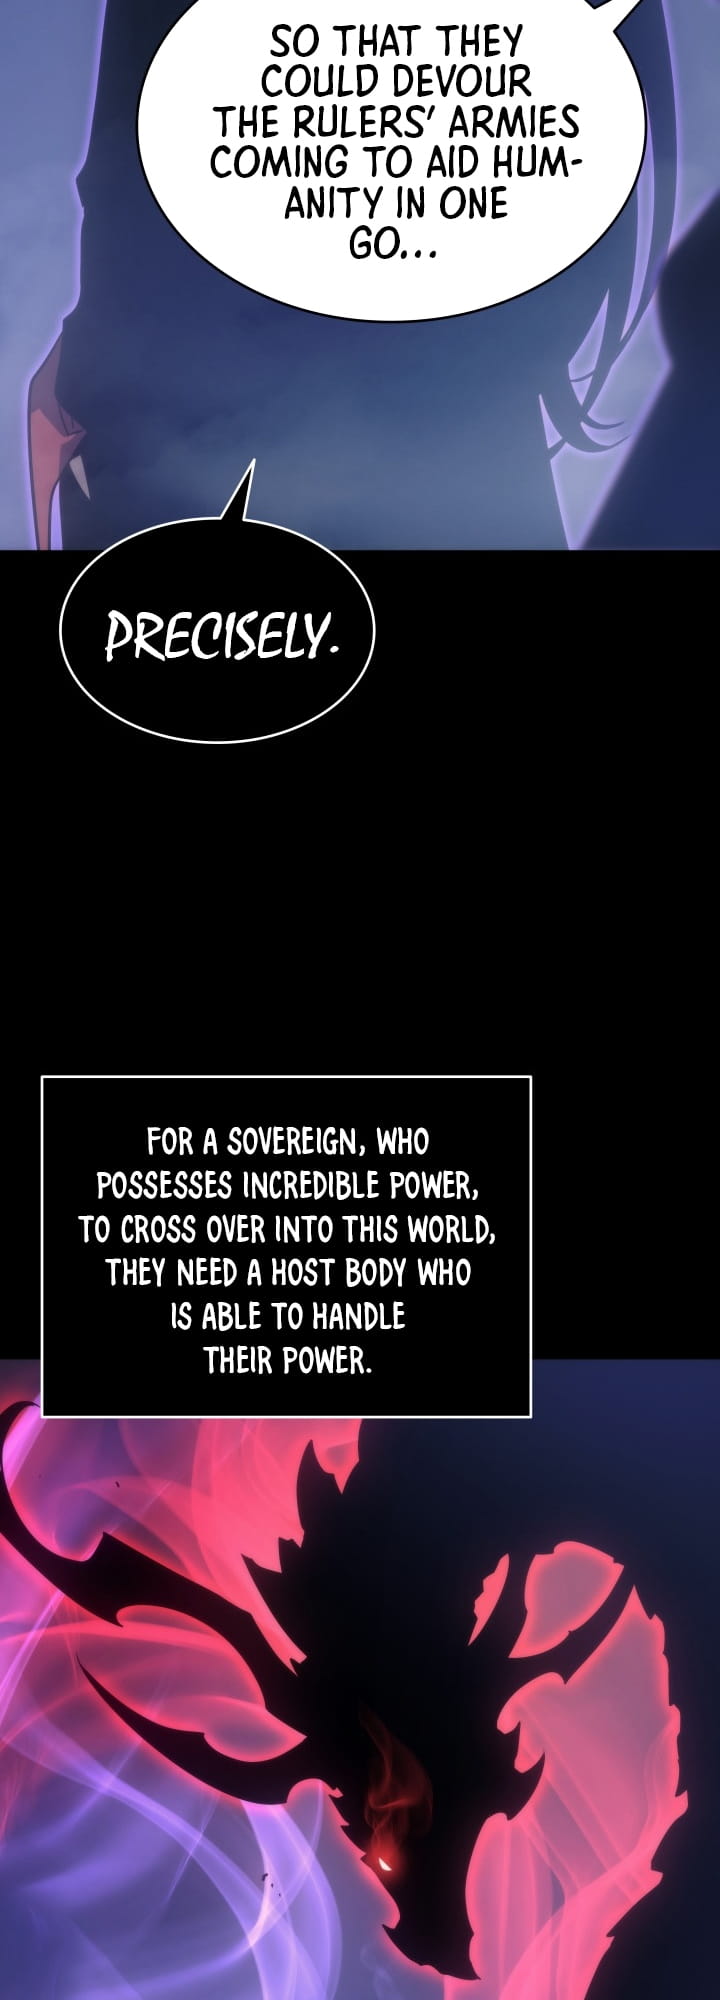 SO THAT THEY
COULD DEVOUR
THE RULERS' ARMIES
COMING TO AID HUM-
ANITY IN ONE
GO...
PRECISELY.
FOR A SOVEREIGN, WHO
POSSESSES INCREDIBLE POWER,
TO CROSS OVER INTO THIS WORLD,
THEY NEED A HOST BODY WHO
IS ABLE TO HANDLE
THEIR POWER.